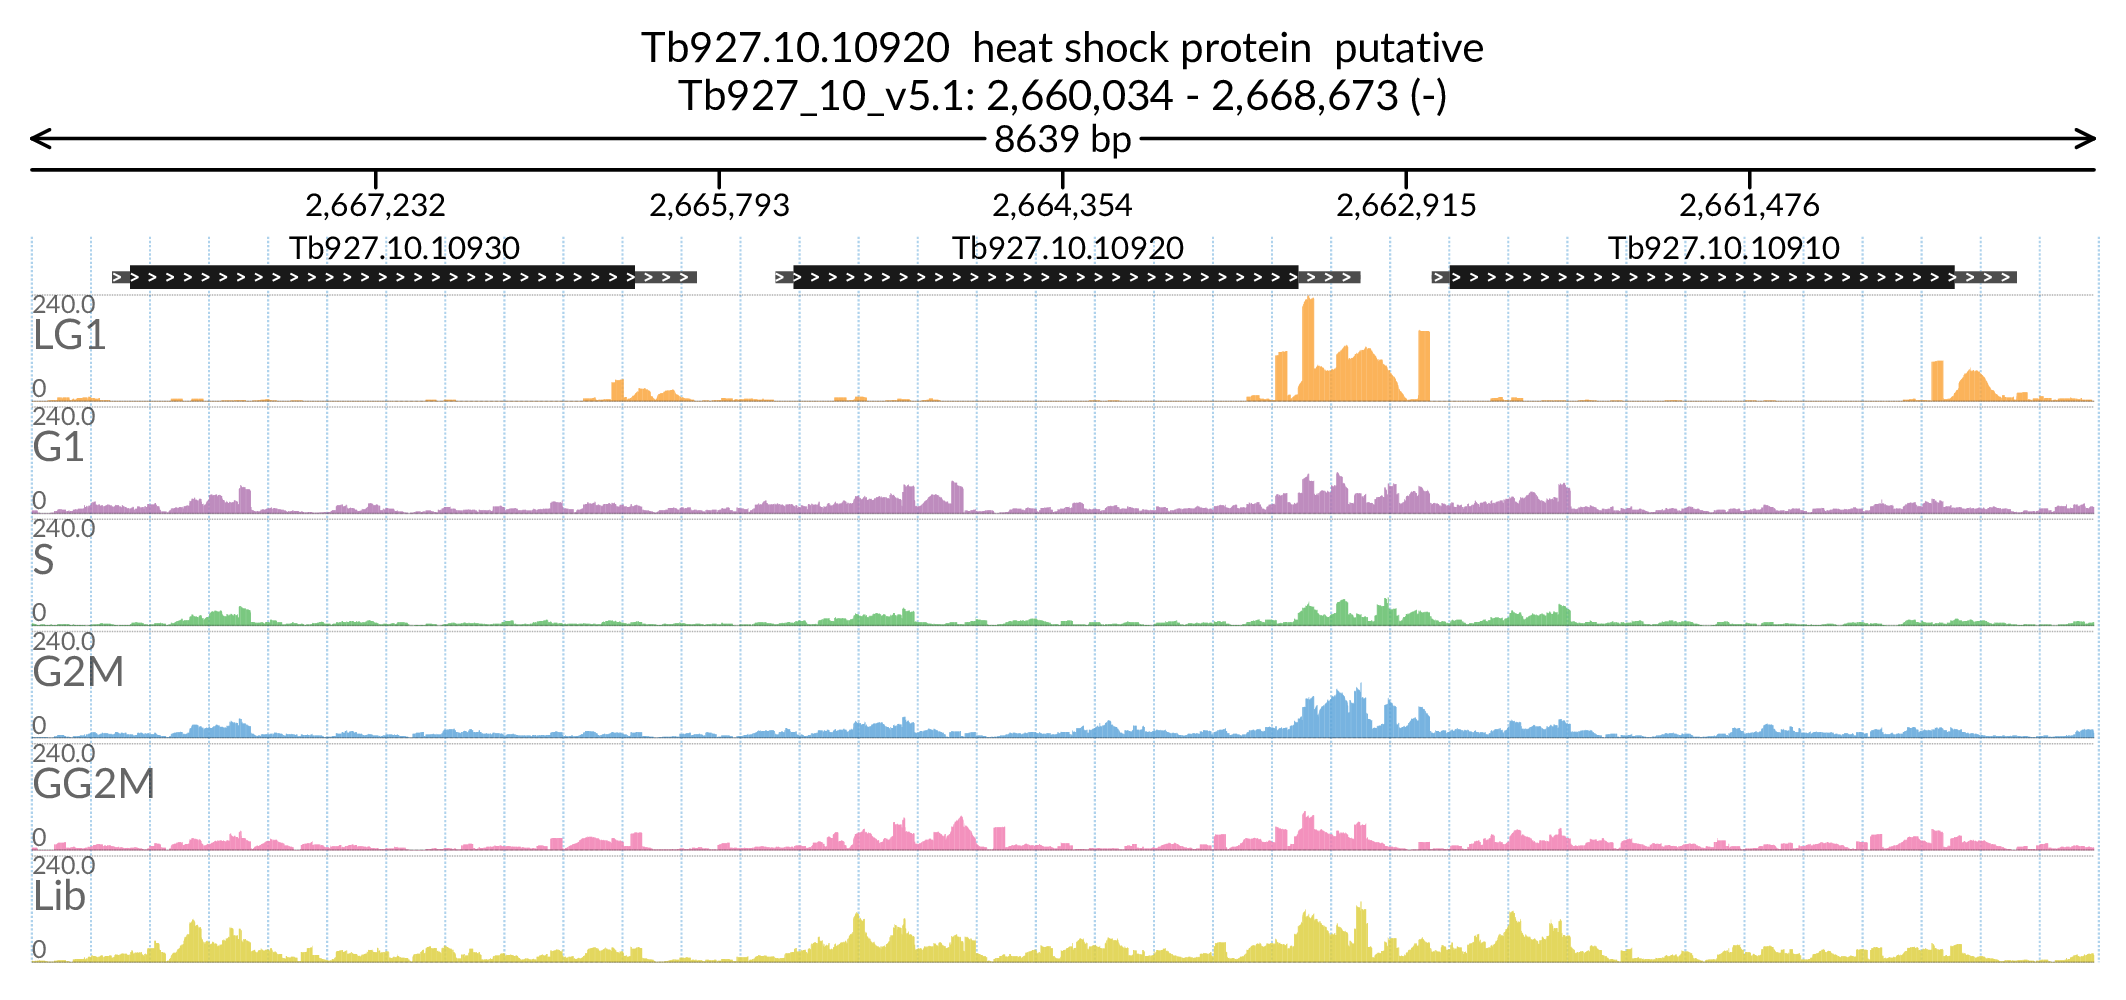 Tb927.10.10920 heat shock protein putative
Tb927_10_v5.1: 2,660,034 - 2,668,673 (-)
8639 bp
2,667,232 2,665,793 2,664,354 2,662,915 2,661,476
Tb927.10.10930 Tb927.10.10920 Tb927.10.10910
240.0
LG1
0
240.0
G1
0
240.0
S
0
240.0
G2M
0
240.0
GG2M
0
240.0
Lib
0